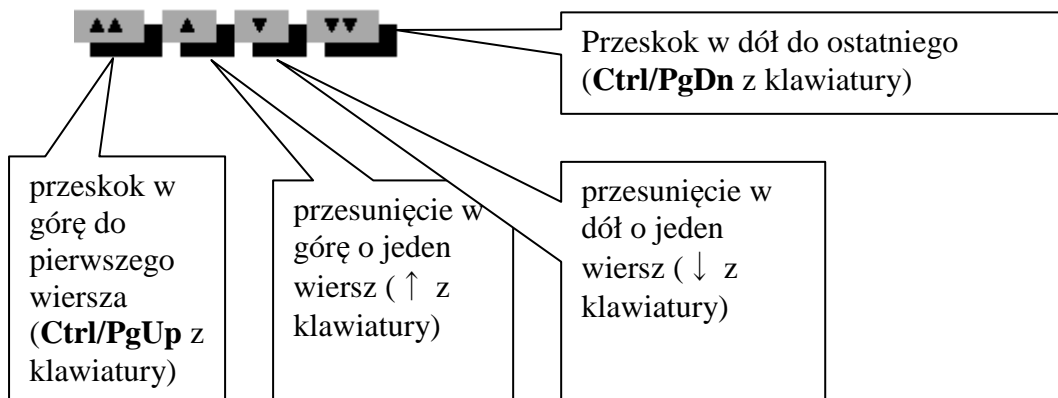 ▲▲ ▲ ▼ ▼▼
Przeskok w dół do ostatniego
(Ctrl/PgDn z klawiatury)
przeskok w
górę do
pierwszego
wiersza
(Ctrl/PgUp z
klawiatury)
przesunięcie w
górę o jeden
wiersz ( ↑ z
klawiatury)
przesunięcie w
dół o jeden
wiersz ( ↓ z
klawiatury)